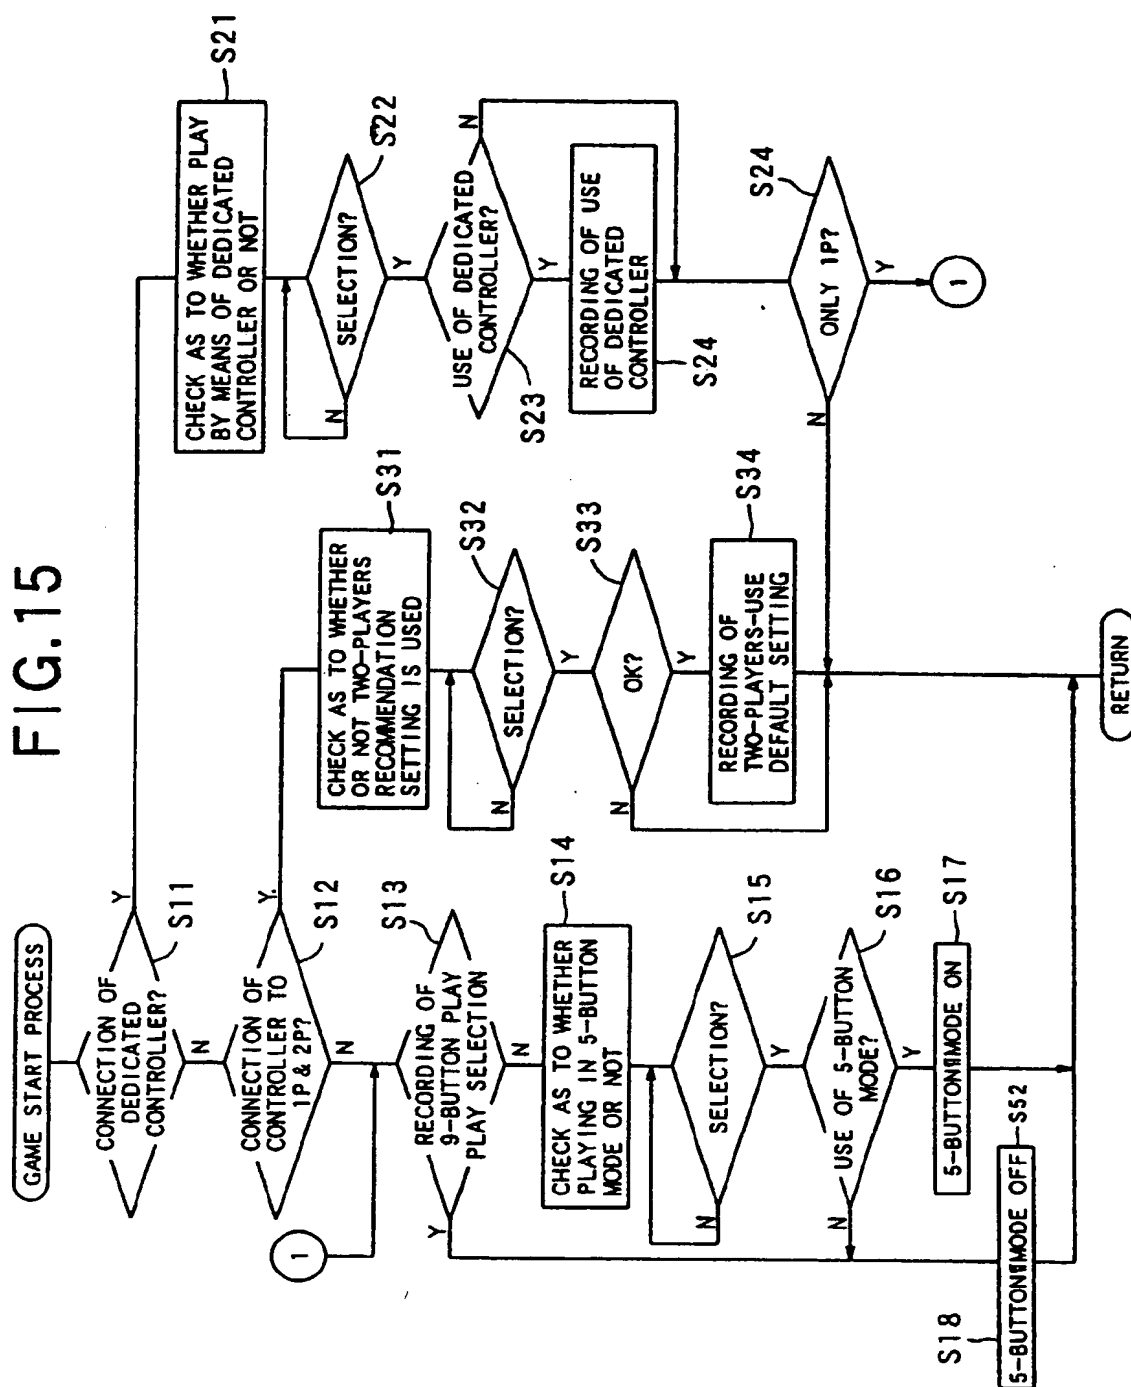 FIG.15
GAME START PROCESS
CONNECTION OF
DEDICATED
CONTROLLER?
S11
Y
N
CONNECTION OF
CONTROLLER TO
1P & 2P?
S12
Y.
N
1
RECORDING OF
9-BUTTON PLAY
PLAY SELECTION
S13
Y
N
CHECK AS TO WHETHER
PLAYING IN 5-BUTTON
MODE OR NOT
S14
SELECTION?
S15
N
Y
USE OF 5-BUTTON
MODE?
S16
N
Y
5-BUTTON MODE ON
S17
5-BUTTON MODE OFF
S52
S18
CHECK AS TO WHETHER
OR NOT TWO-PLAYERS
RECOMMENDATION
SETTING IS USED
S31
SELECTION?
S32
N
Y
OK?
S33
N
Y
RECORDING OF
TWO-PLAYERS-USE
DEFAULT SETTING
S34
CHECK AS TO WHETHER PLAY
BY MEANS OF DEDICATED
CONTROLLER OR NOT
S21
SELECTION?
S22
N
Y
USE OF DEDICATED
CONTROLLER?
S23
N
Y
RECORDING OF USE
OF DEDICATED
CONTROLLER
S24
ONLY 1P?
S24
N
Y
1
RETURN